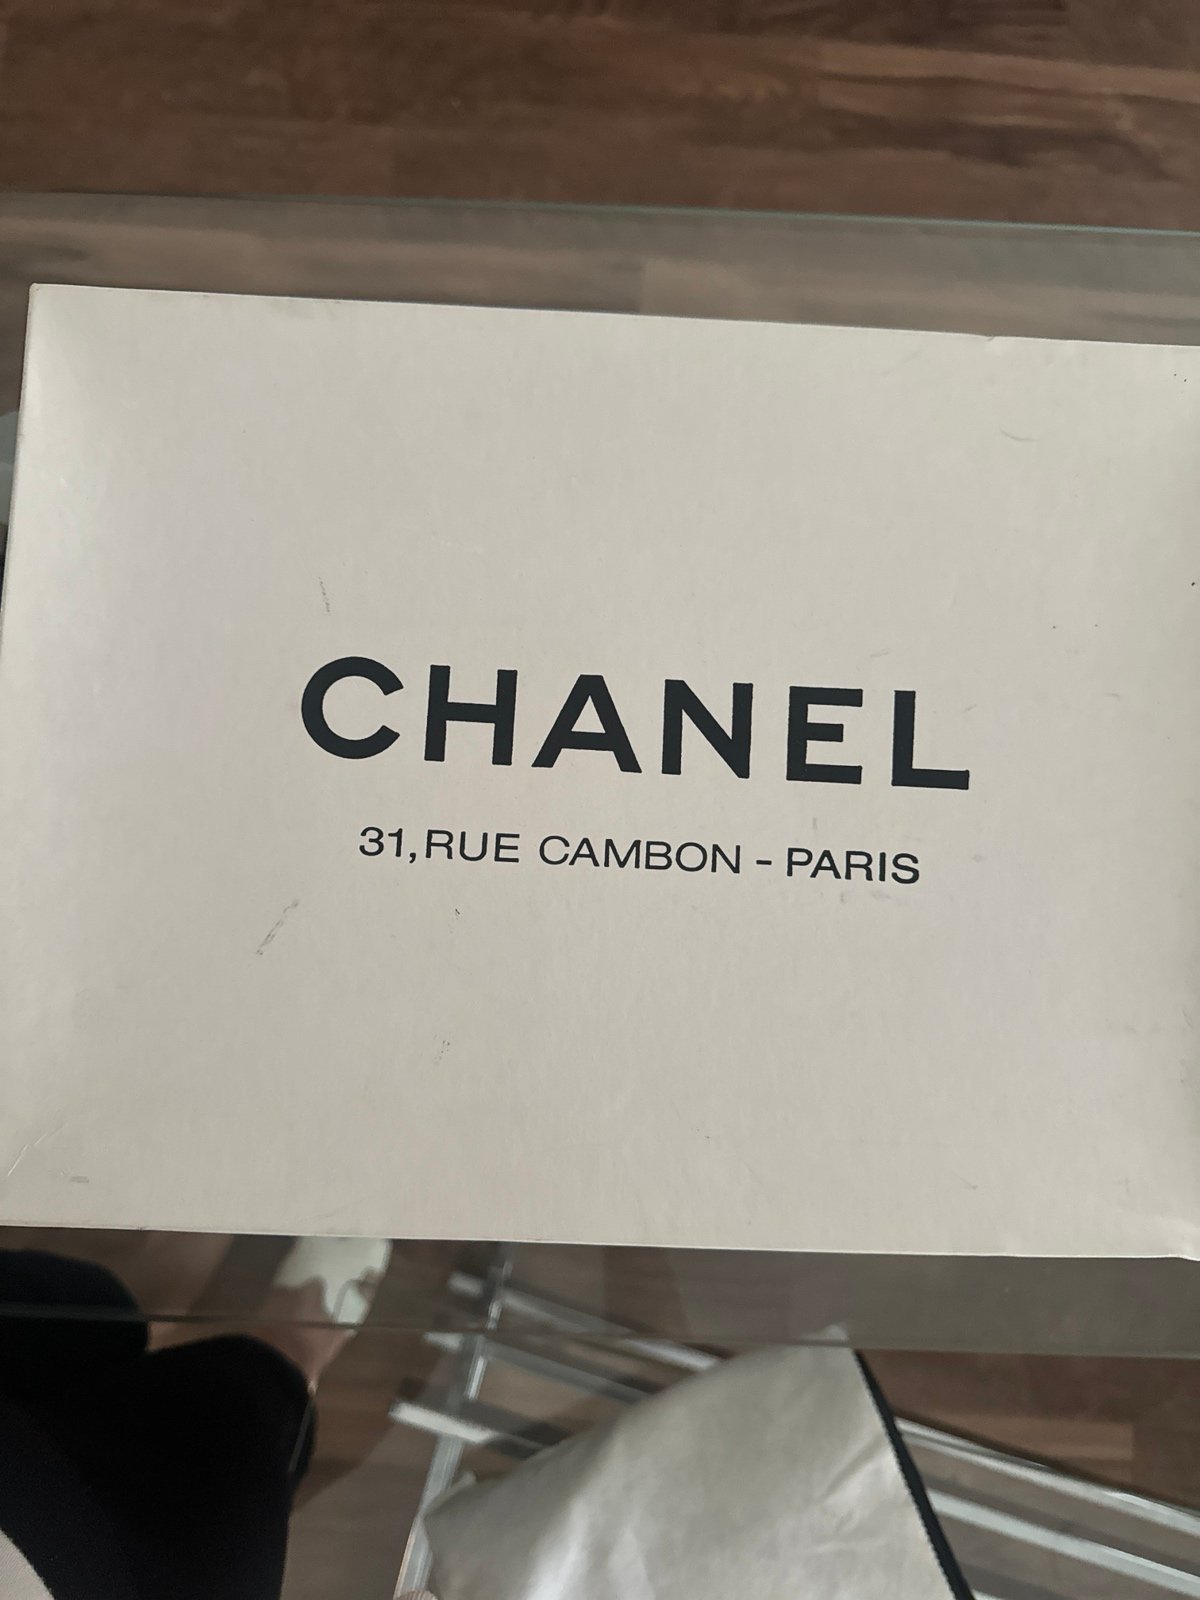 CHANEL
31, RUE CAMBON - PARIS